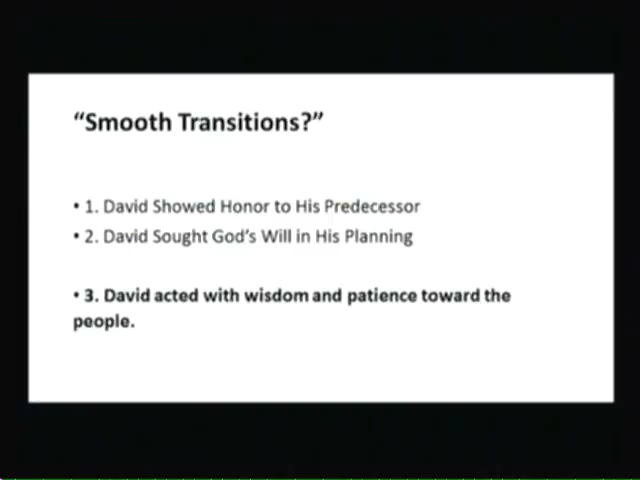 “Smooth Transitions?”
• 1. David Showed Honor to His Predecessor
• 2. David Sought God’s Will in His Planning
• 3. David acted with wisdom and patience toward the
people.